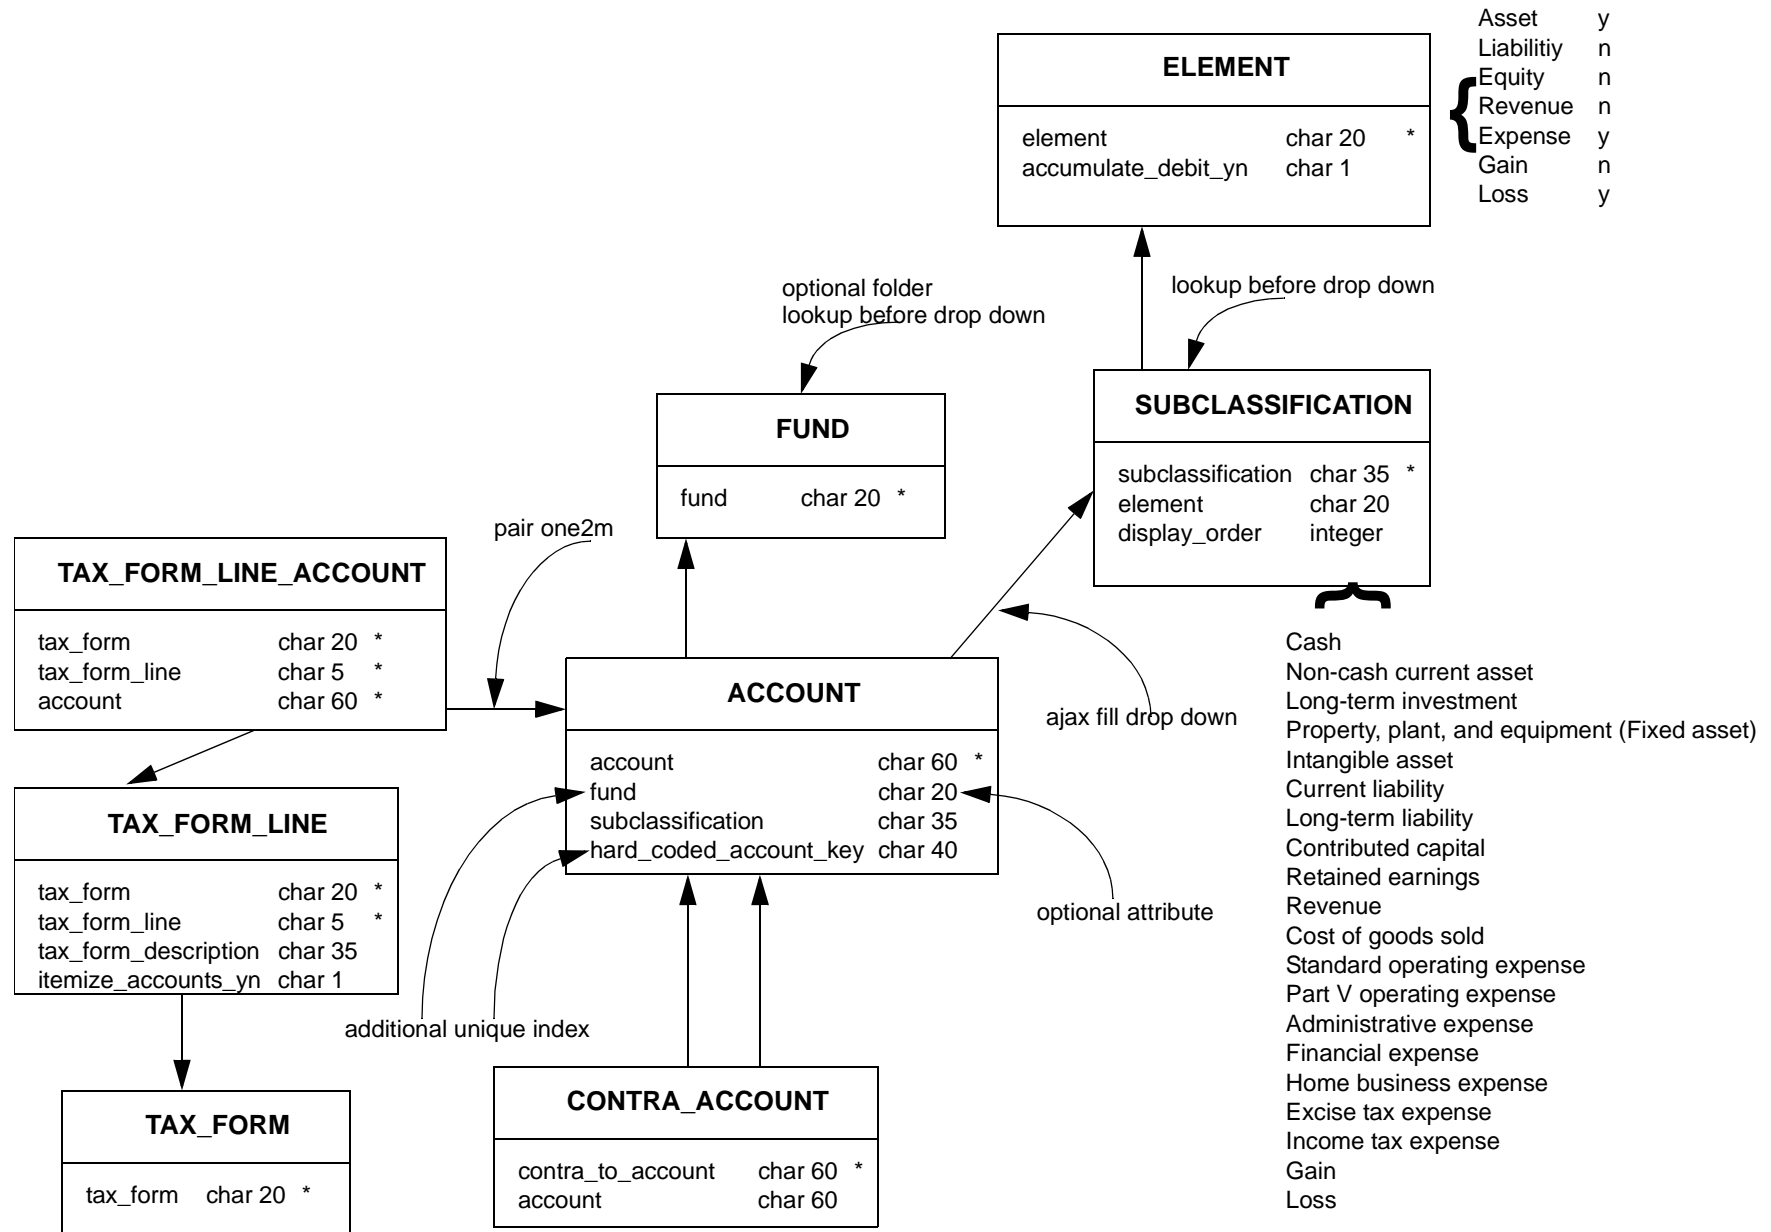 Asset y
Liabilitiy n
Equity n
Revenue n
Expense y
Gain n
Loss y
ELEMENT
element char 20 *
accumulate_debit_yn char 1
optional folder
lookup before drop down
lookup before drop down
FUND
fund char 20 *
SUBCLASSIFICATION
subclassification char 35 *
element char 20
display_order integer
pair one2m
TAX_FORM_LINE_ACCOUNT
tax_form char 20 *
tax_form_line char 5 *
account char 60 *
ACCOUNT
account char 60 *
fund char 20
subclassification char 35
hard_coded_account_key char 40
ajax fill drop down
Cash
Non-cash current asset
Long-term investment
Property, plant, and equipment (Fixed asset)
Intangible asset
Current liability
Long-term liability
Contributed capital
Retained earnings
Revenue
Cost of goods sold
Standard operating expense
Part V operating expense
Administrative expense
Financial expense
Home business expense
Excise tax expense
Income tax expense
Gain
Loss
TAX_FORM_LINE
tax_form char 20 *
tax_form_line char 5 *
tax_form_description char 35
itemize_accounts_yn char 1
optional attribute
additional unique index
TAX_FORM
tax_form char 20 *
CONTRA_ACCOUNT
contra_to_account char 60 *
account char 60